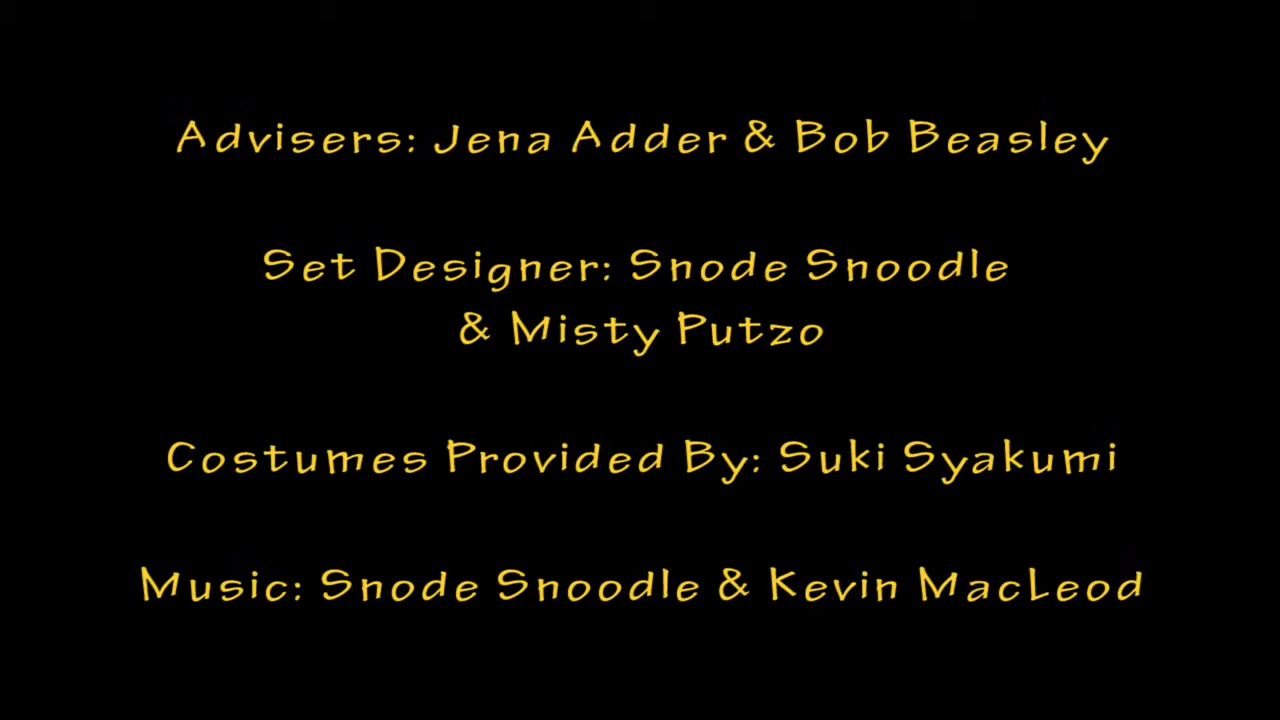 Advisers: Jena Adder & Bob Beasley
Set Designer: Snode Snoodle
& Misty Putzo
Costumes Provided By: Suki Syakumi
Music: Snode Snoodle & Kevin MacLeod